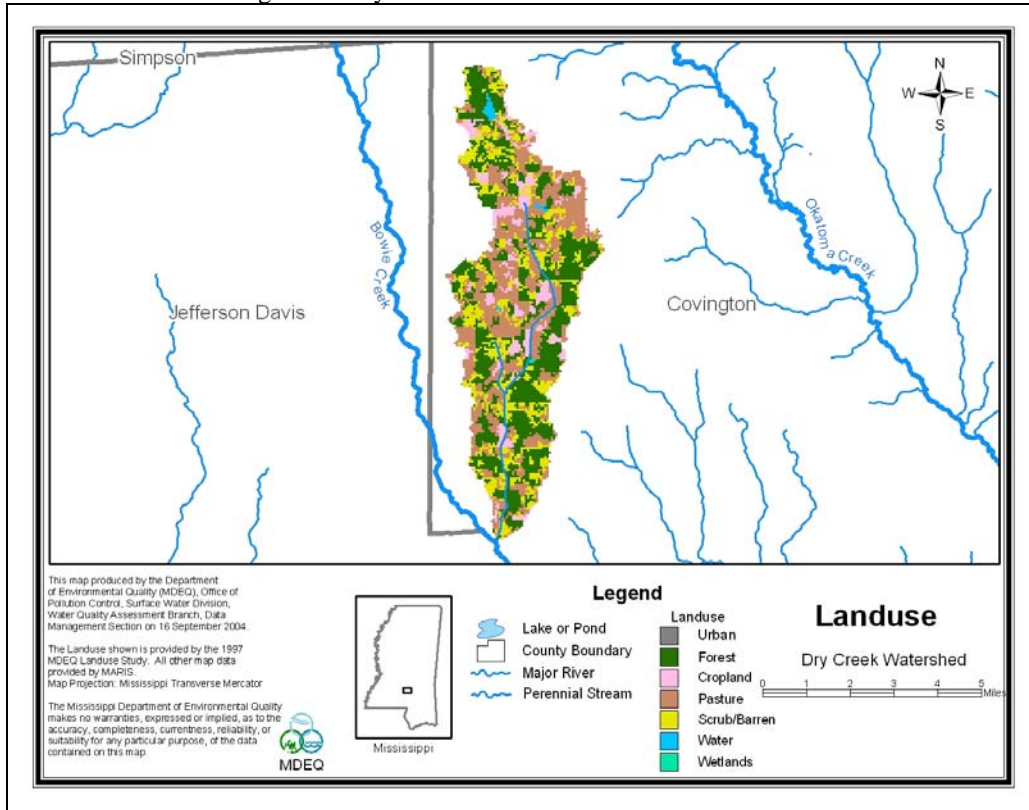 Simpson
N
W E
S
Bowie Creek
Okatoma Creek
Jefferson Davis
Covington
This map produced by the Department
of Environmental Quality (MDEQ), Office of
Pollution Control, Surface Water Division,
Water Quality Assessment Branch, Data
Management Section on 16 September 2004.
The Landuse shown is provided by the 1997
MDEQ Landuse Study. All other map data
provided by MARIS.
Map Projection: Mississippi Transverse Mercator
The Mississippi Department of Environmental Quality
makes no warranties, expressed or implied, as to the
accuracy, completeness, currentness, reliability, or
suitability for any particular purpose, of the data
contained on this map.
MDEQ
Mississippi
Legend
Lake or Pond
County Boundary
Major River
Perennial Stream
Landuse
Urban
Forest
Cropland
Pasture
Scrub/Barren
Water
Wetlands
Landuse
Dry Creek Watershed
0 1 2 3 4 5
Miles